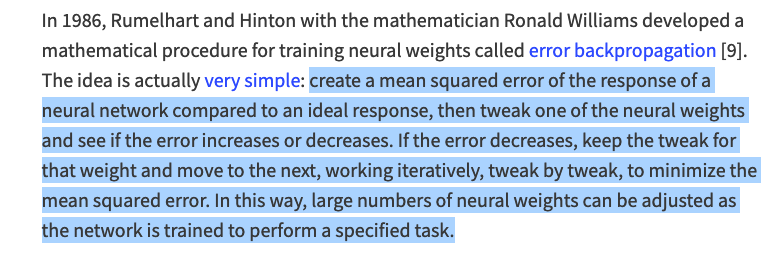 In 1986, Rumelhart and Hinton with the mathematician Ronald Williams developed a
mathematical procedure for training neural weights called error backpropagation [9].
The idea is actually very simple: create a mean squared error of the response of a
neural network compared to an ideal response, then tweak one of the neural weights
and see if the error increases or decreases. If the error decreases, keep the tweak for
that weight and move to the next, working iteratively, tweak by tweak, to minimize the
mean squared error. In this way, large numbers of neural weights can be adjusted as
the network is trained to perform a specified task.